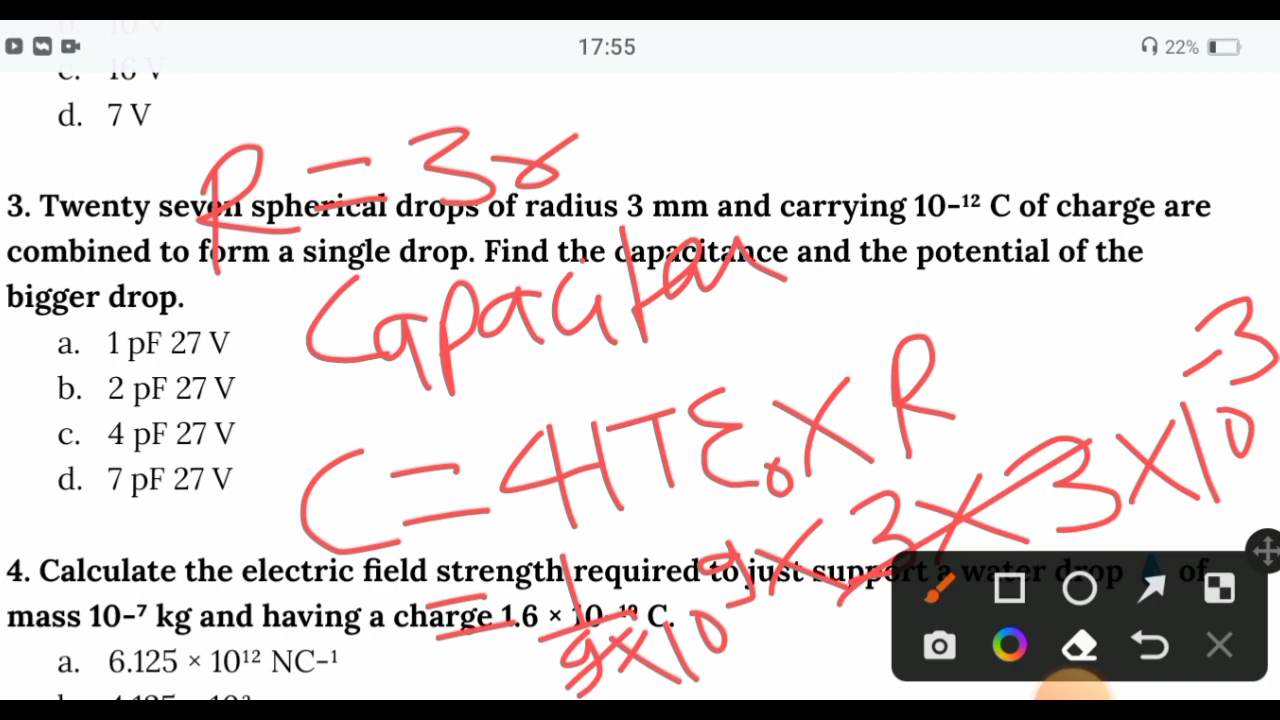 17:55
22%
c. 16 V
d. 7 V
R = 3r
3. Twenty seven spherical drops of radius 3 mm and carrying 10−¹² C of charge are
combined to form a single drop. Find the capacitance and the potential of the
bigger drop.
Capacitan
a. 1 pF 27 V
b. 2 pF 27 V
c. 4 pF 27 V
d. 7 pF 27 V
C = 4πε₀ × R
= 1/9×10⁹ × 3 × 3 × 10⁻³
4. Calculate the electric field strength required to just support a water drop of
mass 10−⁷ kg and having a charge 1.6 × 10−¹⁹ C.
a. 6.125 × 10¹² NC−¹